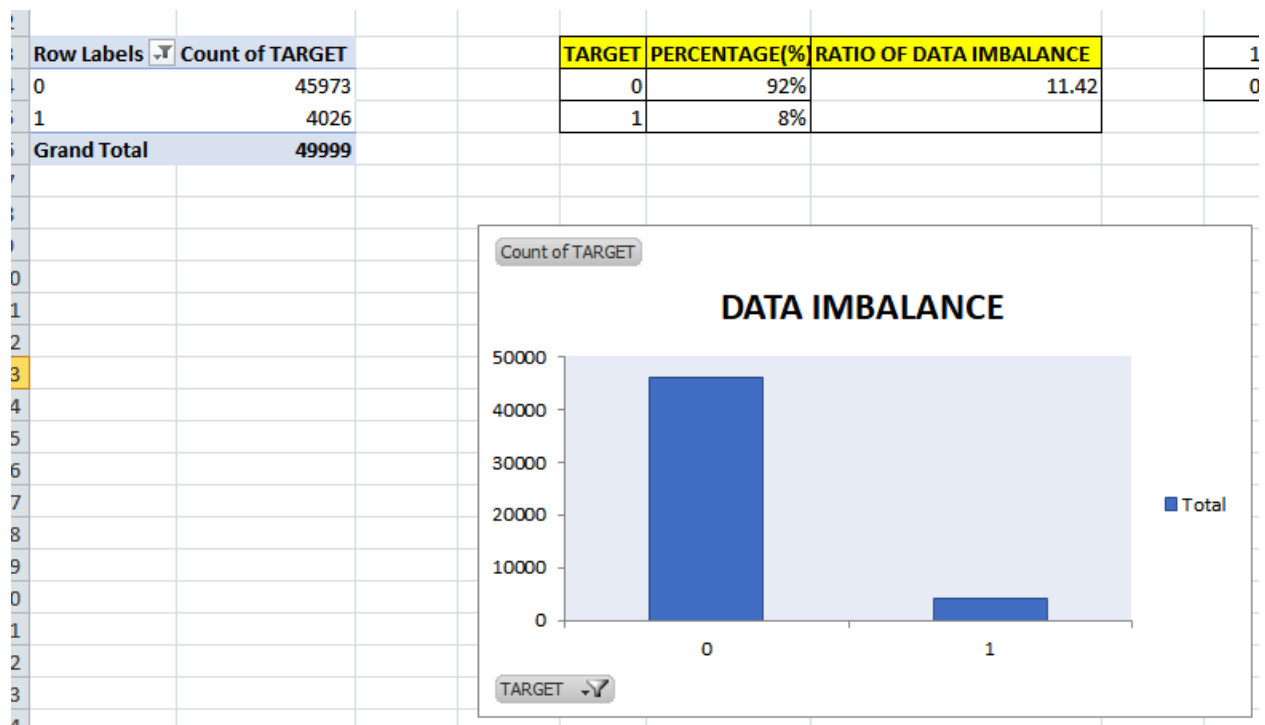 Row Labels Count of TARGET
0 45973
1 4026
Grand Total 49999
TARGET PERCENTAGE(%) RATIO OF DATA IMBALANCE
0 92% 11.42
1 8%
1
0
Count of TARGET
DATA IMBALANCE
50000
40000
30000
20000
10000
0
0 1
Total
TARGET